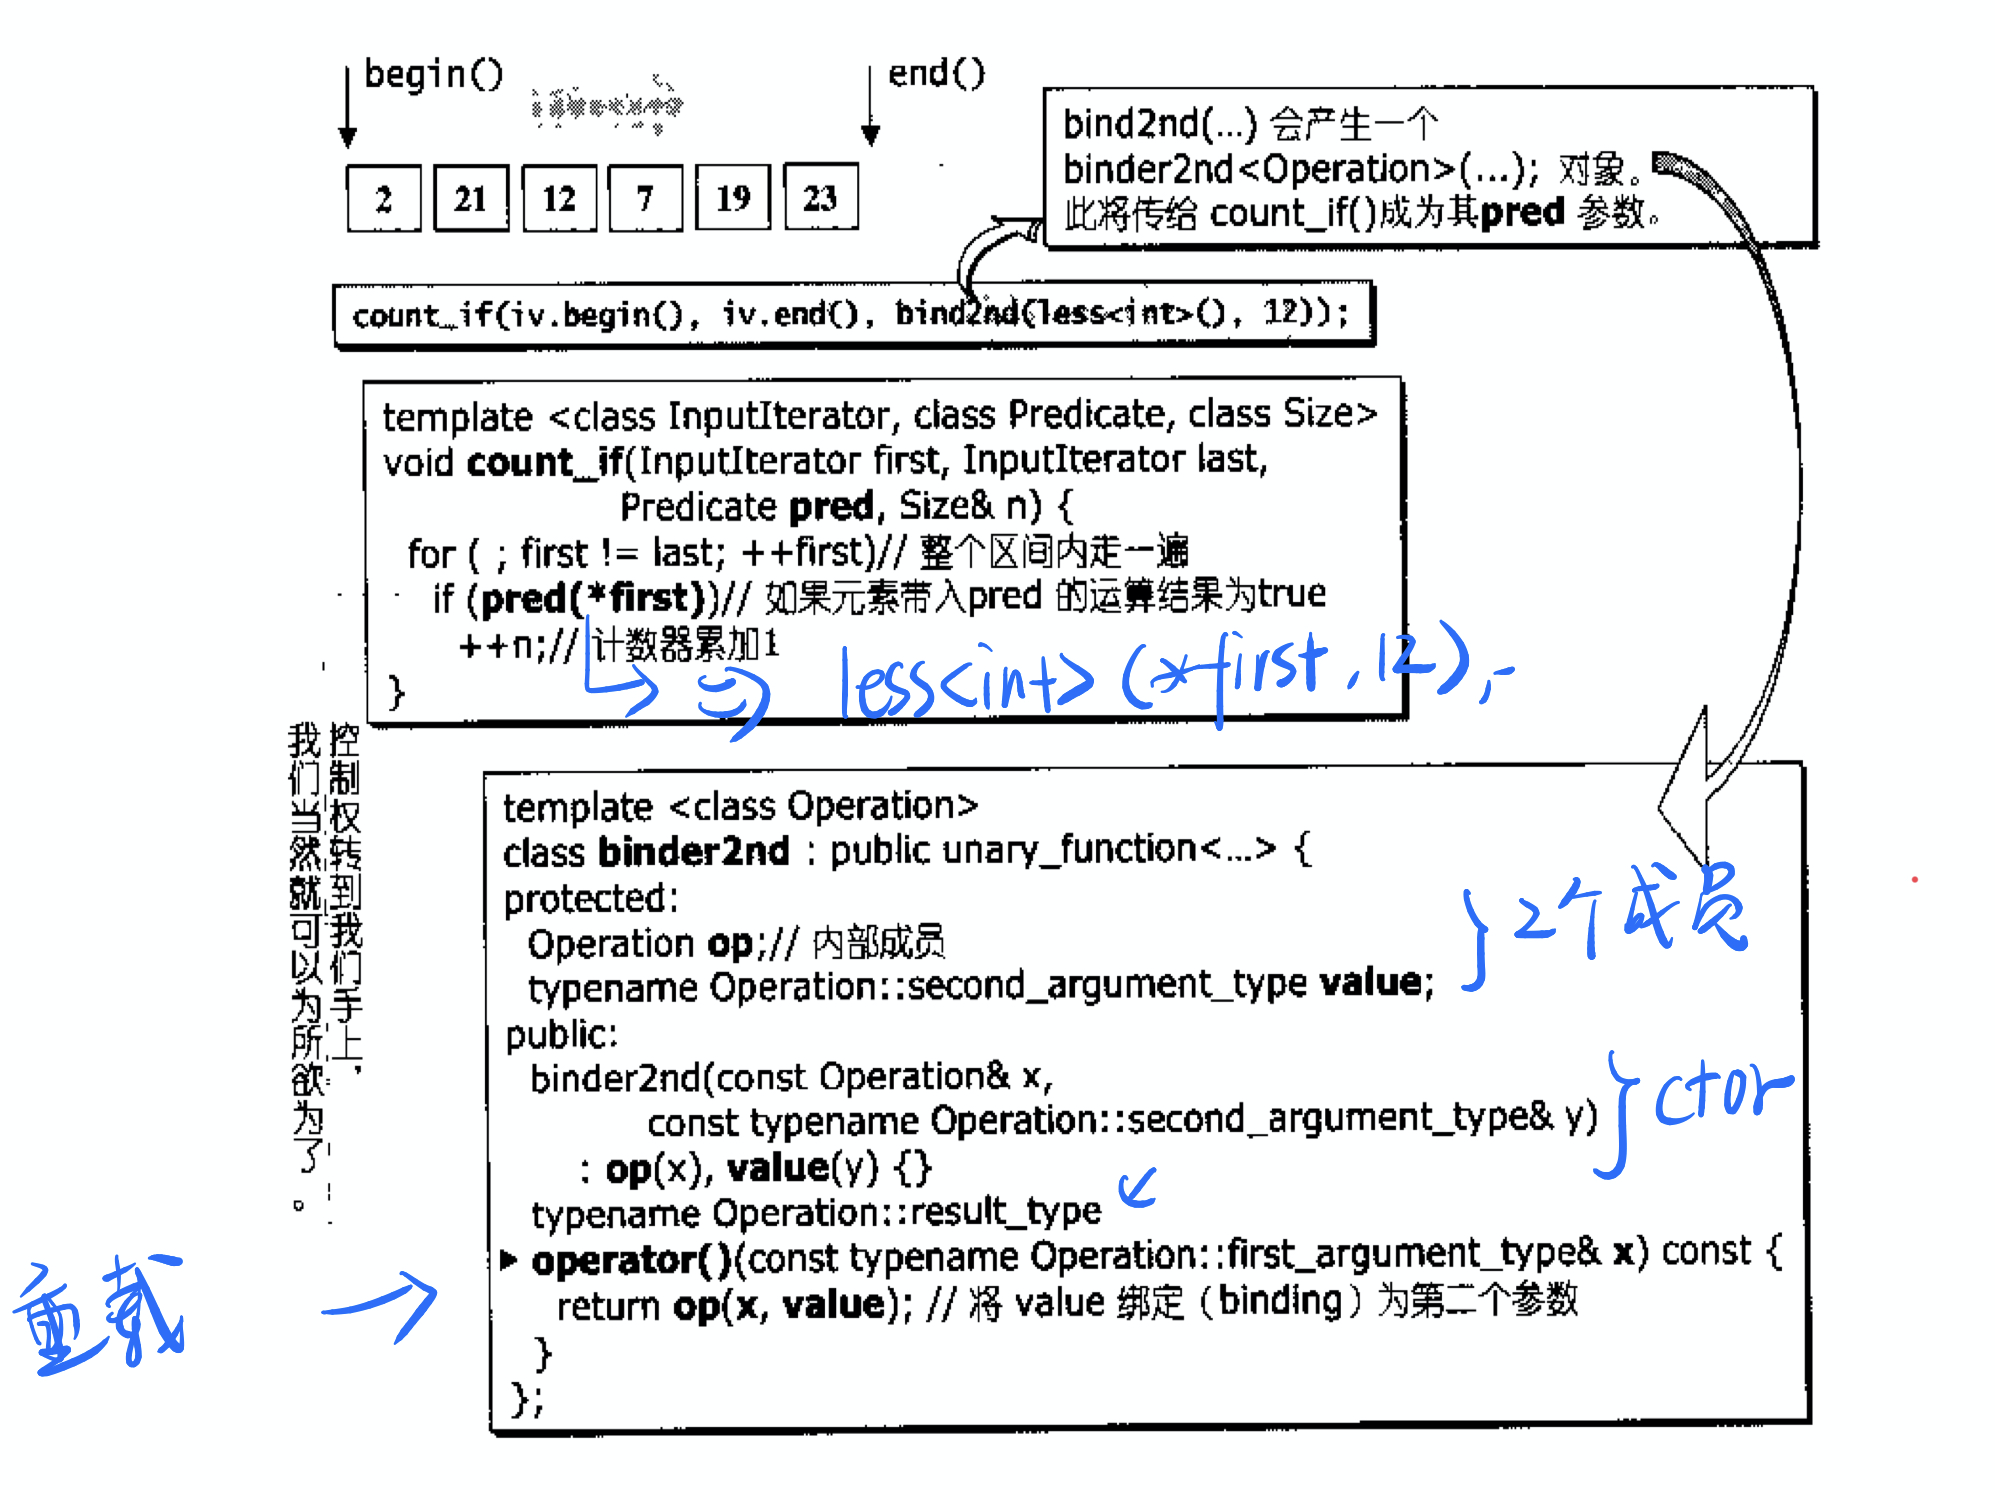 begin()
end()
2 21 12 7 19 23
bind2nd(...) 会产生一个
binder2nd<Operation>(...); 对象。
此将传给 count_if()成为其pred 参数。
count_if(iv.begin(), iv.end(), bind2nd(less<int>(), 12));
template <class InputIterator, class Predicate, class Size>
void count_if(InputIterator first, InputIterator last,
Predicate pred, Size& n) {
for ( ; first != last; ++first)// 整个区间内走一遍
if (pred(*first))// 如果元素带入pred 的运算结果为true
++n;// 计数器累加1
}
less<int> (*first, 12);
控制权转到我们手上，
我们当然就可以为所欲为了。
template <class Operation>
class binder2nd : public unary_function<...> {
protected:
Operation op;// 内部成员
typename Operation::second_argument_type value;
2个成员
public:
binder2nd(const Operation& x,
const typename Operation::second_argument_type& y)
: op(x), value(y) {}
ctor
typename Operation::result_type
operator()(const typename Operation::first_argument_type& x) const {
return op(x, value); // 将 value 绑定（binding）为第二个参数
}
};
重载